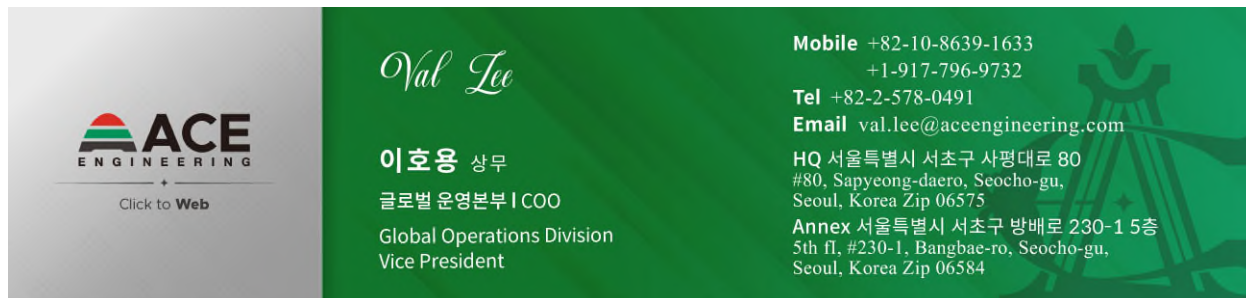 ACE
ENGINEERING
Click to Web
Val Lee
이호용 상무
글로벌 운영본부 I COO
Global Operations Division
Vice President
Mobile +82-10-8639-1633
+1-917-796-9732
Tel +82-2-578-0491
Email val.lee@aceengineering.com
HQ 서울특별시 서초구 사평대로 80
#80, Sapyeong-daero, Seocho-gu,
Seoul, Korea Zip 06575
Annex 서울특별시 서초구 방배로 230-1 5층
5th fI, #230-1, Bangbae-ro, Seocho-gu,
Seoul, Korea Zip 06584